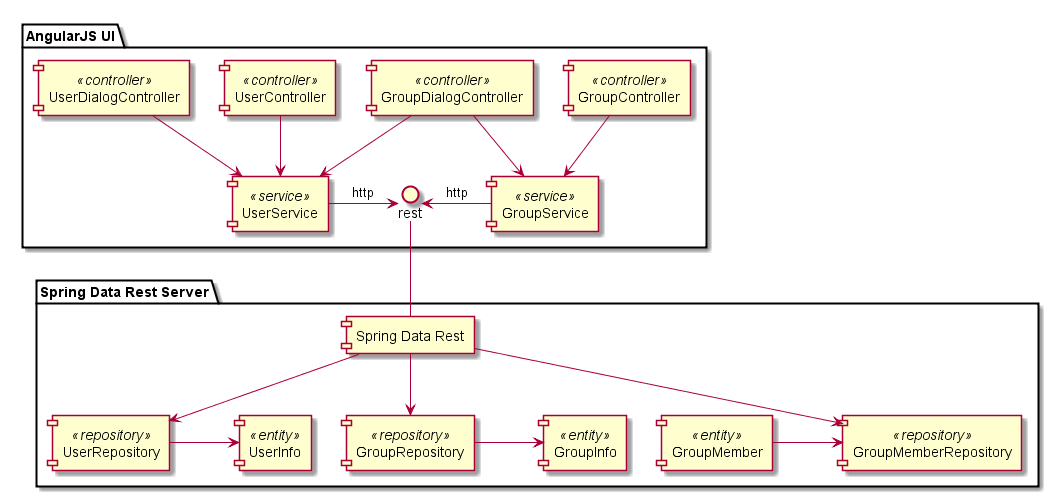 AngularJS UI
«controller»
UserDialogController
«controller»
UserController
«controller»
GroupDialogController
«controller»
GroupController
«service»
UserService
http
rest
http
«service»
GroupService
Spring Data Rest Server
Spring Data Rest
«repository»
UserRepository
«entity»
UserInfo
«repository»
GroupRepository
«entity»
GroupInfo
«entity»
GroupMember
«repository»
GroupMemberRepository